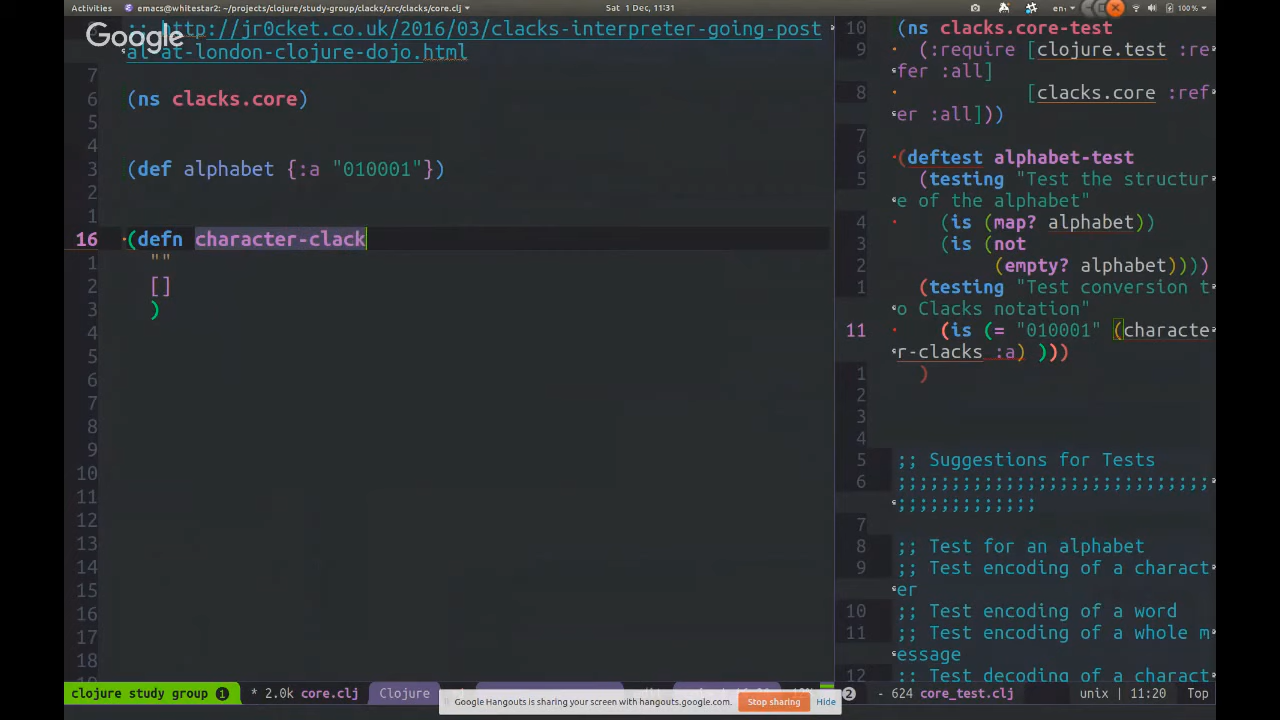 Activities emacs@whitestar2: ~/projects/clojure/study-group/clacks/src/clacks/core.clj Sat 1 Dec, 11:31 en 100 %
Google
;; http://jr0cket.co.uk/2016/03/clacks-interpreter-going-post
al-at-london-clojure-dojo.html
7
6 (ns clacks.core)
5
4
3 (def alphabet {:a "010001"})
2
1
16 (defn character-clack
1 ""
2 []
3 )
4
5
6
7
8
9
10
11
12
13
14
15
16
17
18
clojure study group 1 * 2.0k core.clj Clojure
10 (ns clacks.core-test
9 (:require [clojure.test :re
fer :all]
8 [clacks.core :ref
er :all]))
7
6 (deftest alphabet-test
5 (testing "Test the structur
e of the alphabet"
4 (is (map? alphabet))
3 (is (not
2 (empty? alphabet))))
1 (testing "Test conversion t
o Clacks notation"
11 (is (= "010001" (characte
r-clacks :a) )))
1 )
2
3
4
5 ;; Suggestions for Tests
6 ;;;;;;;;;;;;;;;;;;;;;;;;;;;;
;;;;;;;;;;;;;
7
8 ;; Test for an alphabet
9 ;; Test encoding of a charact
er
10 ;; Test encoding of a word
11 ;; Test encoding of a whole m
essage
12 ;; Test decoding of a charact
2 - 624 core_test.clj unix | 11:20 Top
Google Hangouts is sharing your screen with hangouts.google.com. Stop sharing Hide